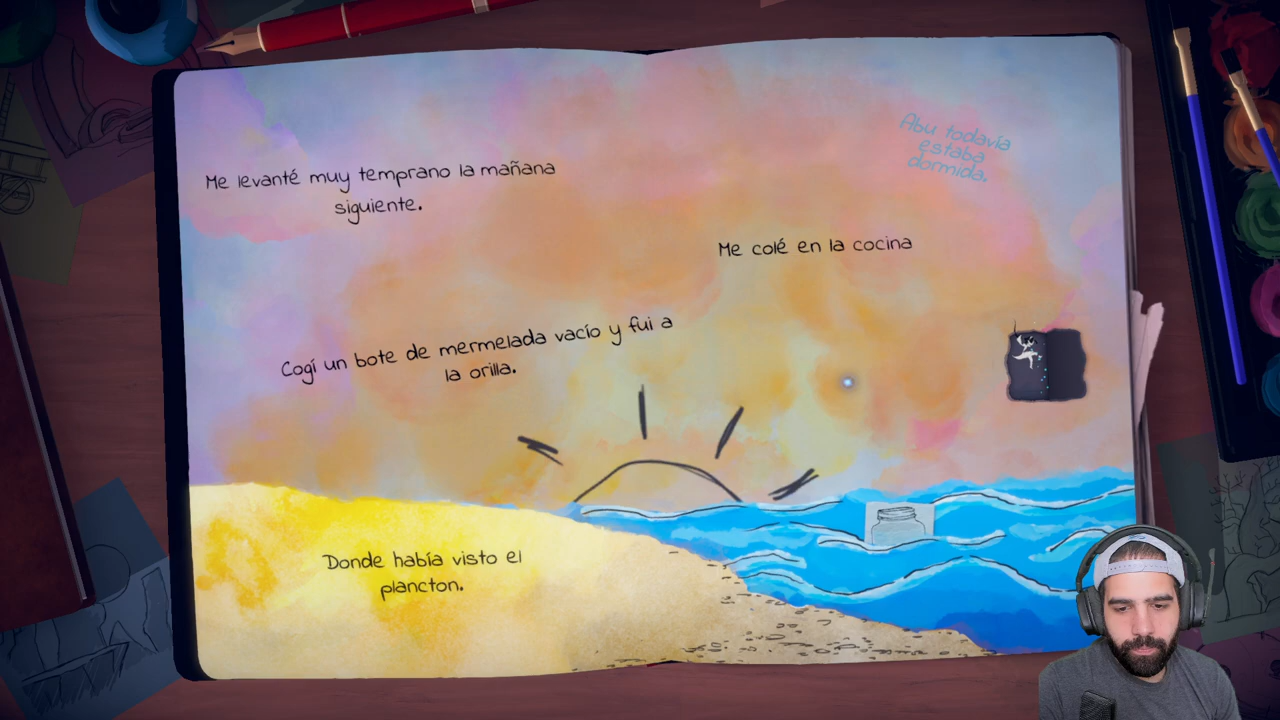 Me levanté muy temprano la mañana
siguiente.
Abu todavía
estaba
dormida.
Me colé en la cocina
Cogí un bote de mermelada vacío y fui a
la orilla.
Donde había visto el
plancton.